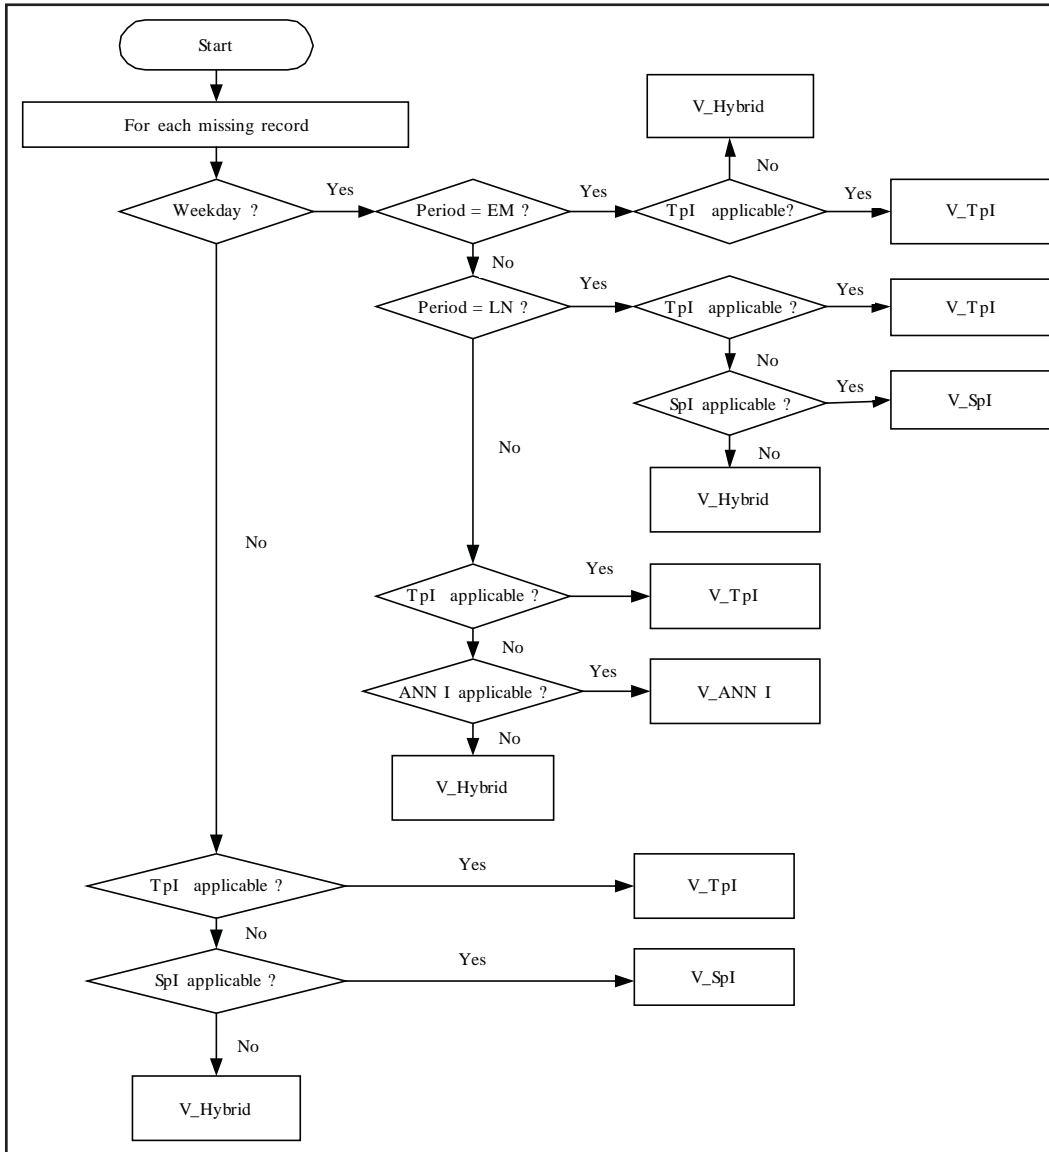 Start
V_Hybrid
For each missing record
No
Yes
Yes
Yes
Weekday ?
Period = EM ?
TpI applicable?
V_TpI
No
Yes
Yes
Period = LN ?
TpI applicable ?
V_TpI
No
Yes
SpI applicable ?
V_SpI
No
No
V_Hybrid
No
Yes
TpI applicable ?
V_TpI
No
Yes
ANN I applicable ?
V_ANN I
No
V_Hybrid
Yes
TpI applicable ?
V_TpI
No
Yes
SpI applicable ?
V_SpI
No
V_Hybrid